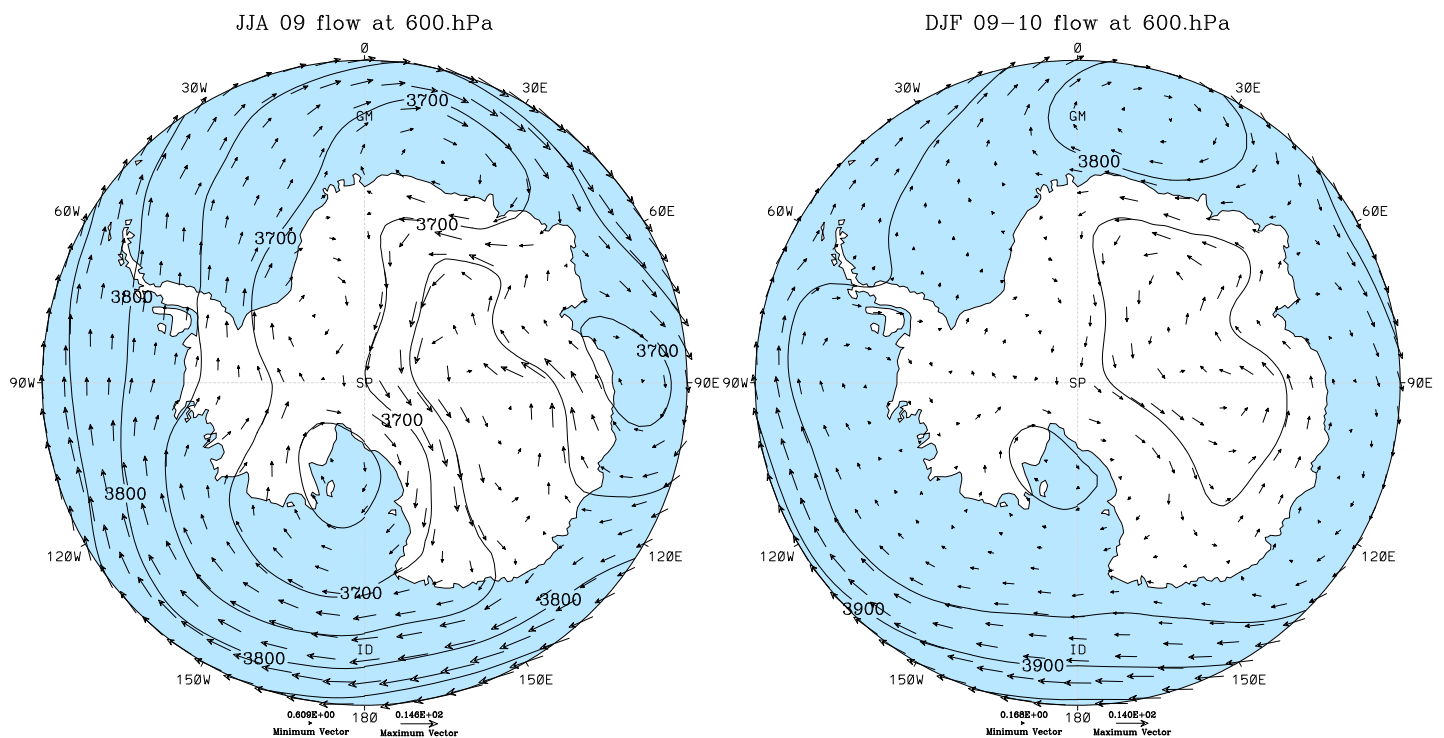 JJA 09 flow at 600.hPa
0
30W
30E
3700
GM
60W
60E
3700
3700
3800
3700
90W
SP
90E
3700
3800
120W
120E
3700
3800
ID
3800
150W
150E
180
0.609E+00
0.146E+02
Minimum Vector
Maximum Vector
DJF 09-10 flow at 600.hPa
0
30W
30E
GM
3800
60W
60E
90W
SP
90E
120W
120E
3900
ID
3900
150W
150E
180
0.168E+00
0.140E+02
Minimum Vector
Maximum Vector